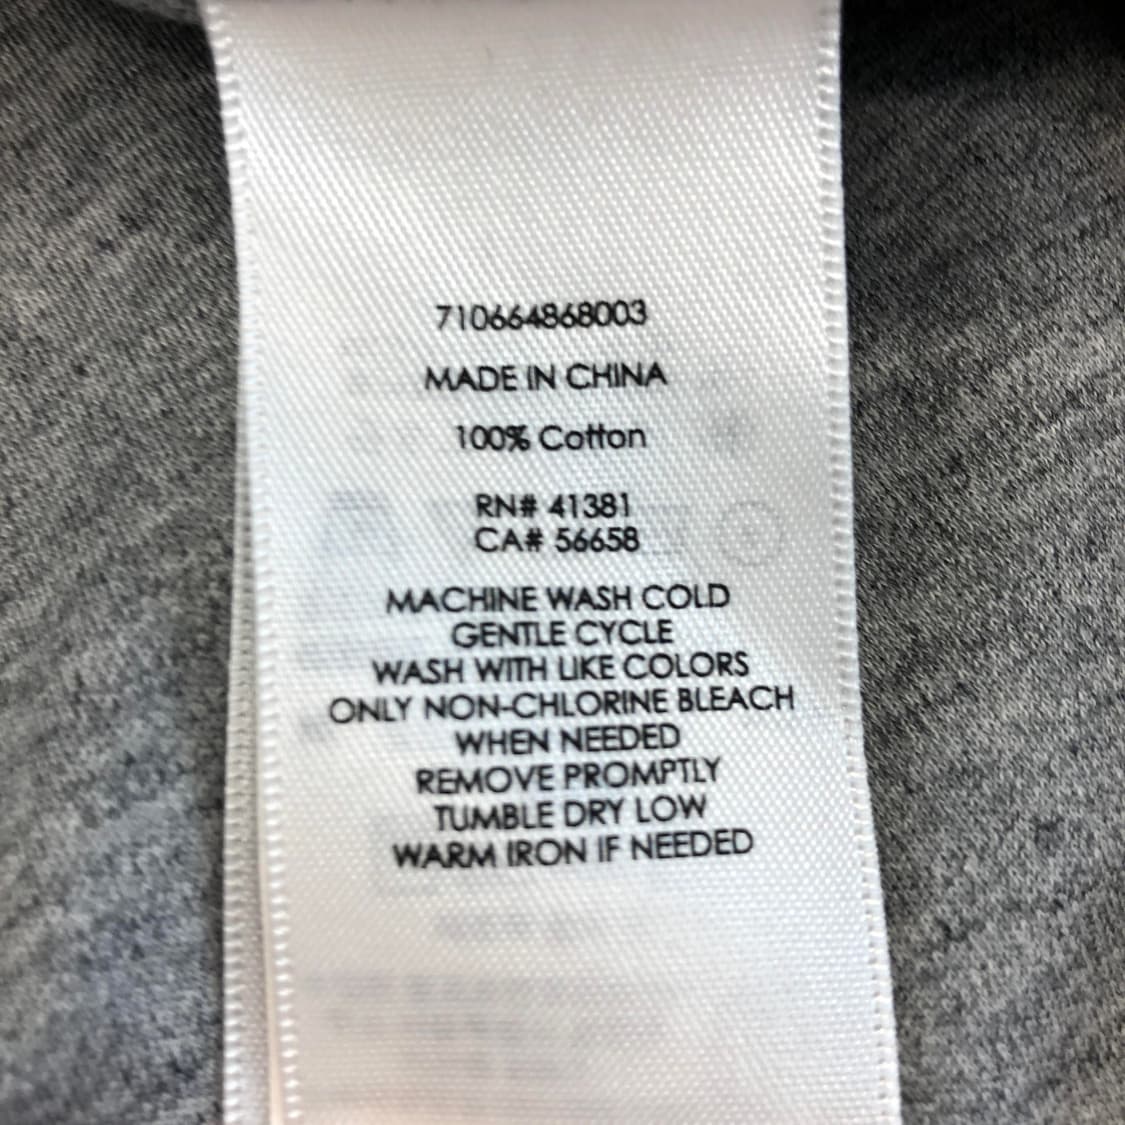 710664868003
MADE IN CHINA
100% Cotton
RN# 41381
CA# 56658
MACHINE WASH COLD
GENTLE CYCLE
WASH WITH LIKE COLORS
ONLY NON-CHLORINE BLEACH
WHEN NEEDED
REMOVE PROMPTLY
TUMBLE DRY LOW
WARM IRON IF NEEDED